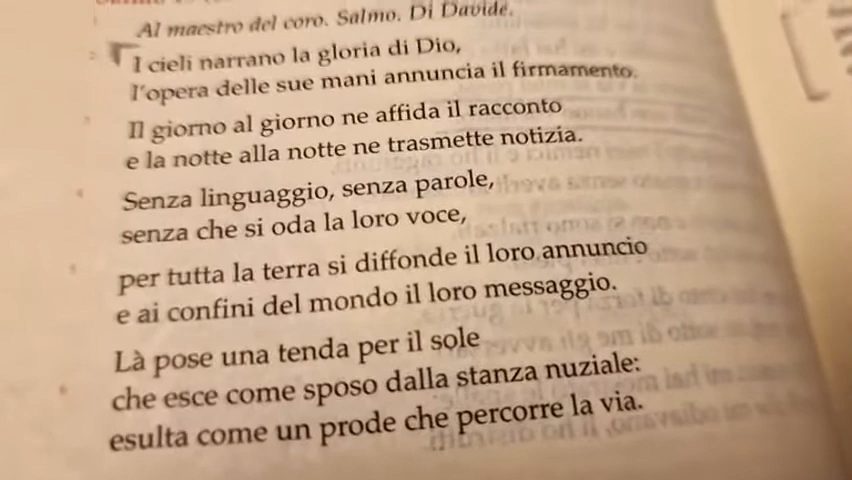 Al maestro del coro. Salmo. Di Davide.
I cieli narrano la gloria di Dio,
l'opera delle sue mani annuncia il firmamento.
Il giorno al giorno ne affida il racconto
e la notte alla notte ne trasmette notizia.
Senza linguaggio, senza parole,
senza che si oda la loro voce,
per tutta la terra si diffonde il loro annuncio
e ai confini del mondo il loro messaggio.
Là pose una tenda per il sole
che esce come sposo dalla stanza nuziale:
esulta come un prode che percorre la via.